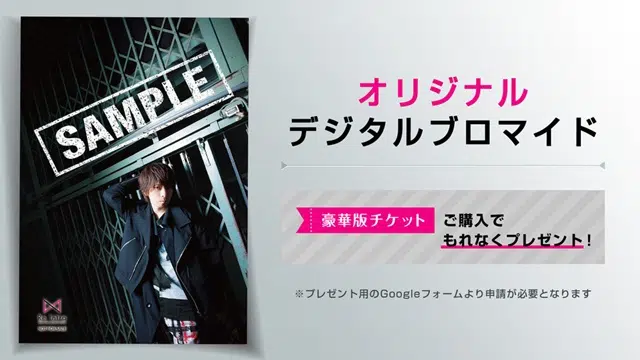 SAMPLE
オリジナル
デジタルブロマイド
豪華版チケット
ご購入で
もれなくプレゼント!
※プレゼント用のGoogleフォームより申請が必要となります